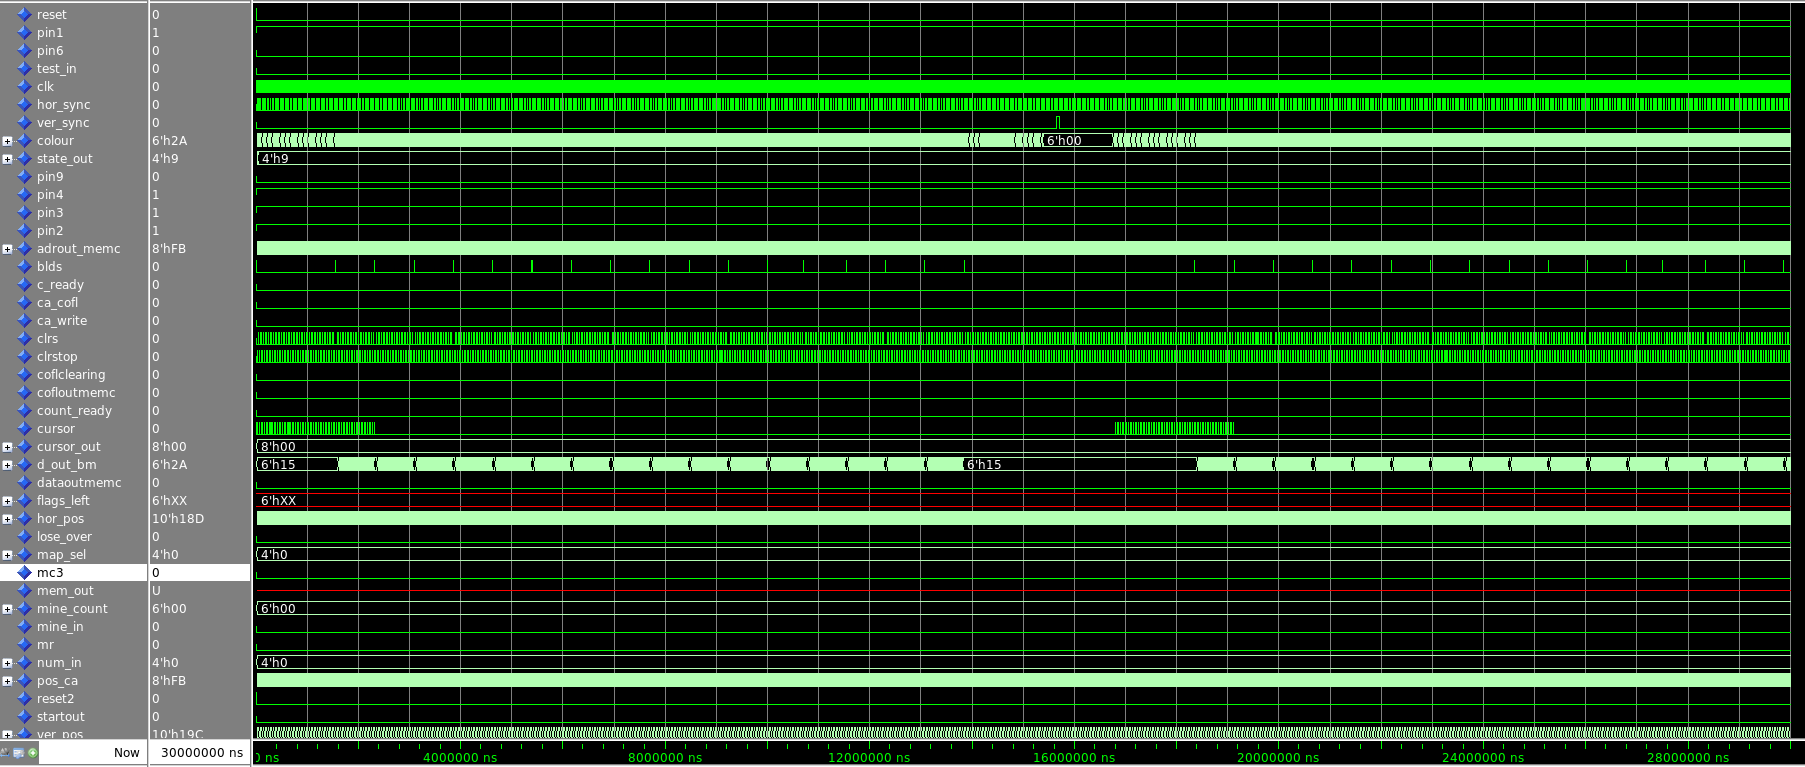 reset 0
pin1 1
pin6 0
test_in 0
clk 0
hor_sync 0
ver_sync 0
colour 6'h2A 6'h00
state_out 4'h9 4'h9
pin9 0
pin4 1
pin3 1
pin2 1
adrout_memc 8'hFB
blds 0
c_ready 0
ca_cofl 0
ca_write 0
clrs 0
clrstop 0
coflclearing 0
cofloutmemc 0
count_ready 0
cursor 0
cursor_out 8'h00 8'h00
d_out_bm 6'h2A 6'h15 6'h15
dataoutmemc 0
flags_left 6'hXX 6'hXX
hor_pos 10'h18D
lose_over 0
map_sel 4'h0 4'h0
mc3 0
mem_out U
mine_count 6'h00 6'h00
mine_in 0
mr 0
num_in 4'h0 4'h0
pos_ca 8'hFB
reset2 0
startout 0
ver_pos 10'h19C
Now 30000000 ns 0 ns 4000000 ns 8000000 ns 12000000 ns 16000000 ns 20000000 ns 24000000 ns 28000000 ns